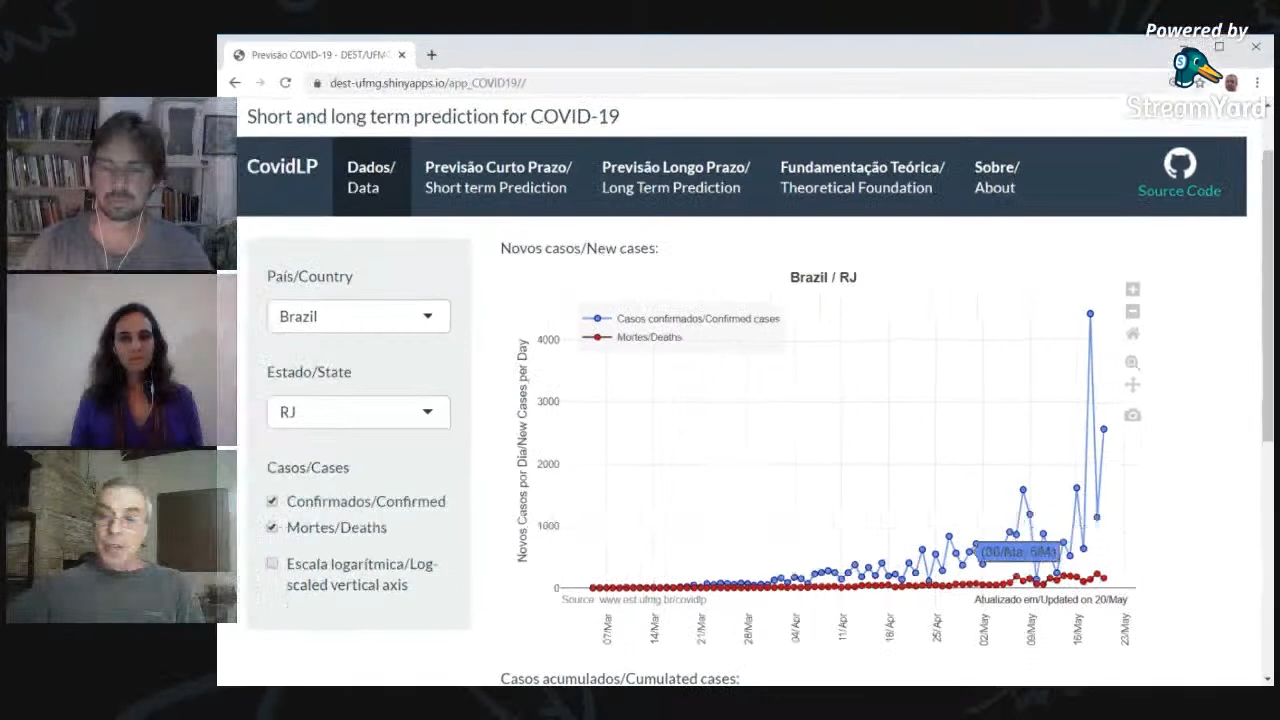 Powered by
StreamYard
Previsão COVID-19 - DEST/UFMG
dest-ufmg.shinyapps.io/app_COVID19//
Short and long term prediction for COVID-19
CovidLP
Dados/
Data
Previsão Curto Prazo/
Short term Prediction
Previsão Longo Prazo/
Long Term Prediction
Fundamentação Teórica/
Theoretical Foundation
Sobre/
About
Source Code
País/Country
Brazil
Estado/State
RJ
Casos/Cases
Confirmados/Confirmed
Mortes/Deaths
Escala logarítmica/Log-
scaled vertical axis
Novos casos/New cases:
Brazil / RJ
Casos confirmados/Confirmed cases
Mortes/Deaths
Novos Casos por Dia/New Cases per Day
4000
3000
2000
1000
0
Source: www.est.ufmg.br/covidlp
Atualizado em/Updated on 20/May
07/Mar
14/Mar
21/Mar
28/Mar
04/Apr
11/Apr
18/Apr
25/Apr
02/May
09/May
16/May
23/May
Casos acumulados/Cumulated cases: